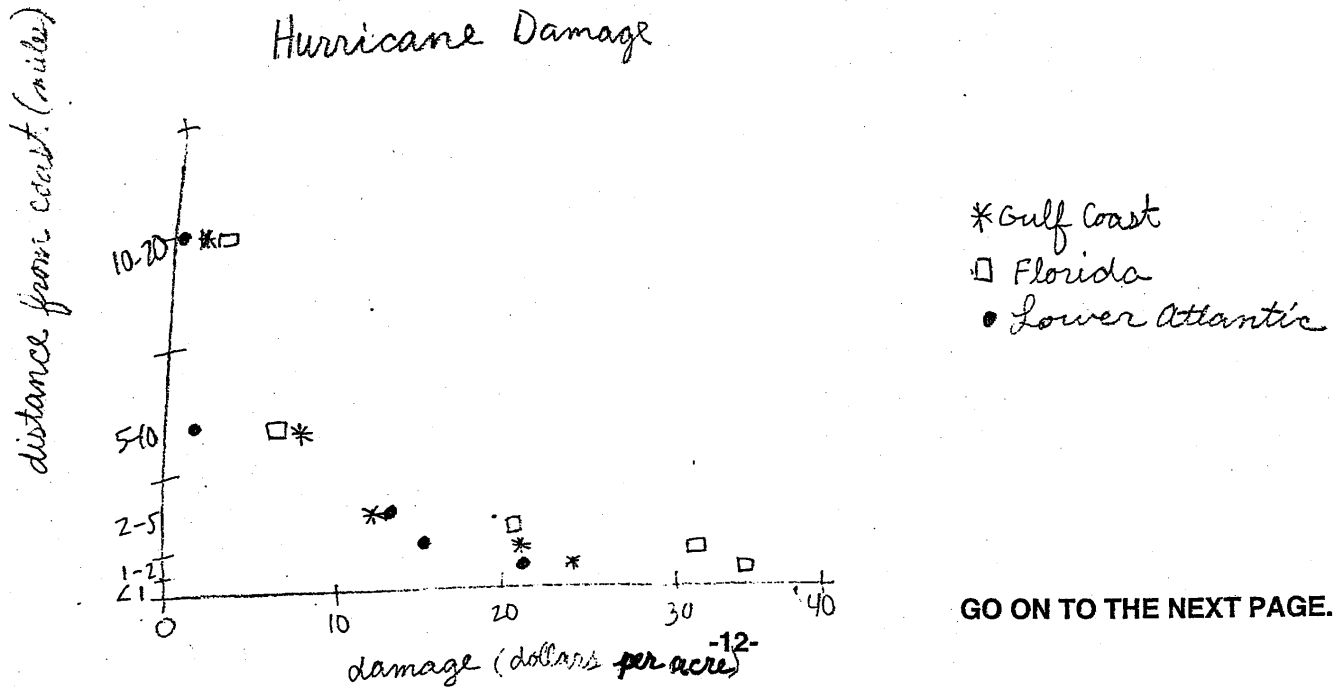 Hurricane Damage
distance from coast (miles)
10-20
5-10
2-5
1-2
<1
0 10 20 30 40
damage (dollars per acre)
* Gulf Coast
□ Florida
• Lower Atlantic
GO ON TO THE NEXT PAGE.
-12-